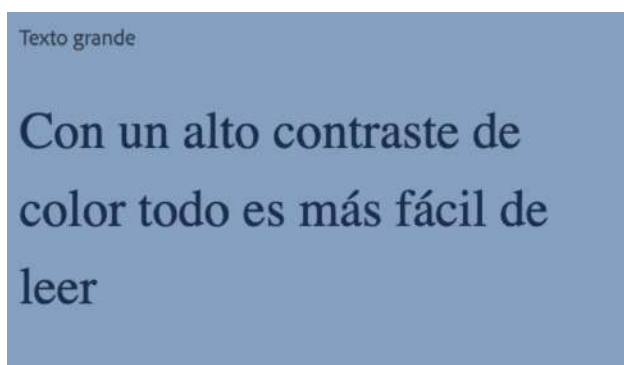 Texto grande
Con un alto contraste de
color todo es más fácil de
leer